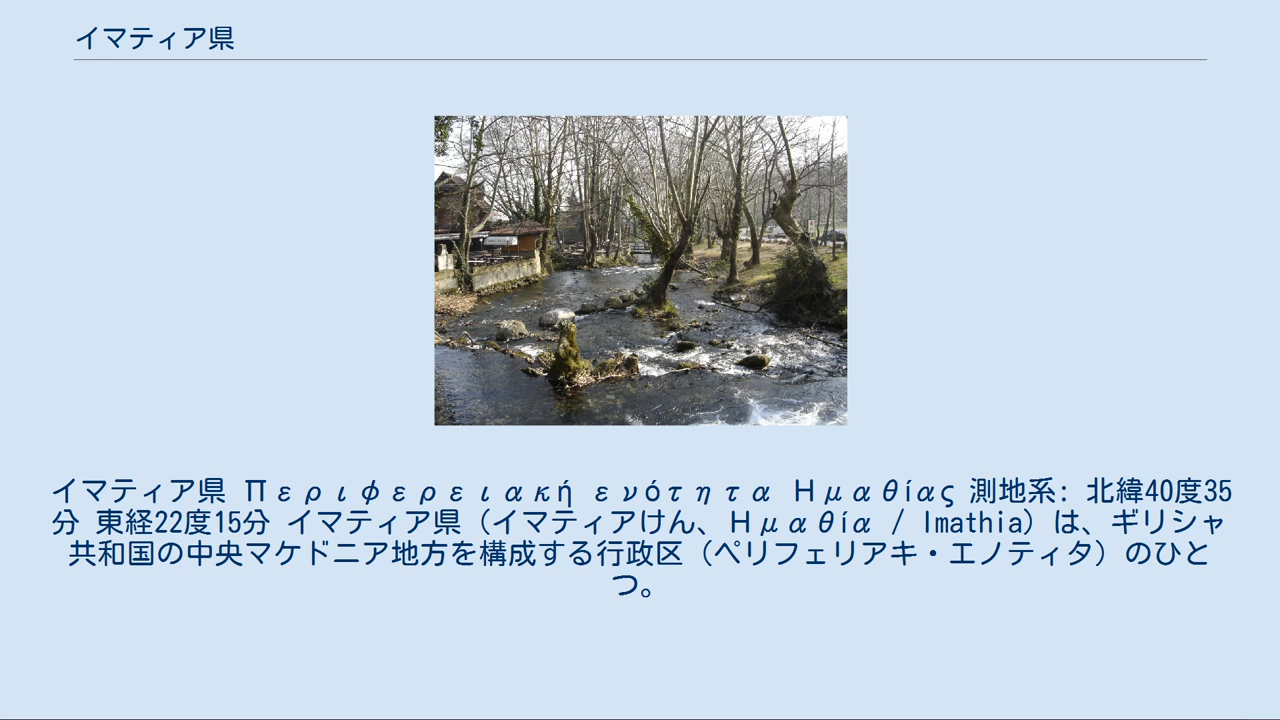 イマティア県
イマティア県 Περιφερειακή ενότητα Ημαθίας 測地系: 北緯40度35
分 東経22度15分 イマティア県（イマティアけん、Ημαθία / Imathia）は、ギリシャ
共和国の中央マケドニア地方を構成する行政区（ペリフェリアキ・エノティタ）のひと
つ。